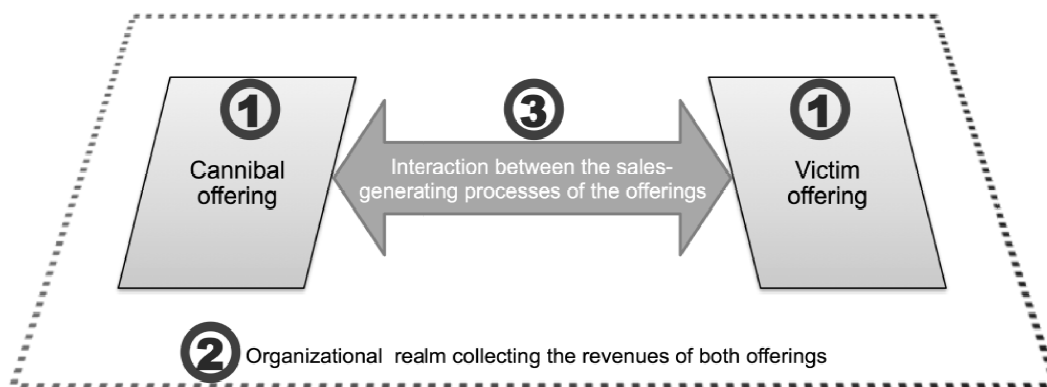 1
Cannibal
offering
3
Interaction between the sales-
generating processes of the offerings
1
Victim
offering
2 Organizational realm collecting the revenues of both offerings